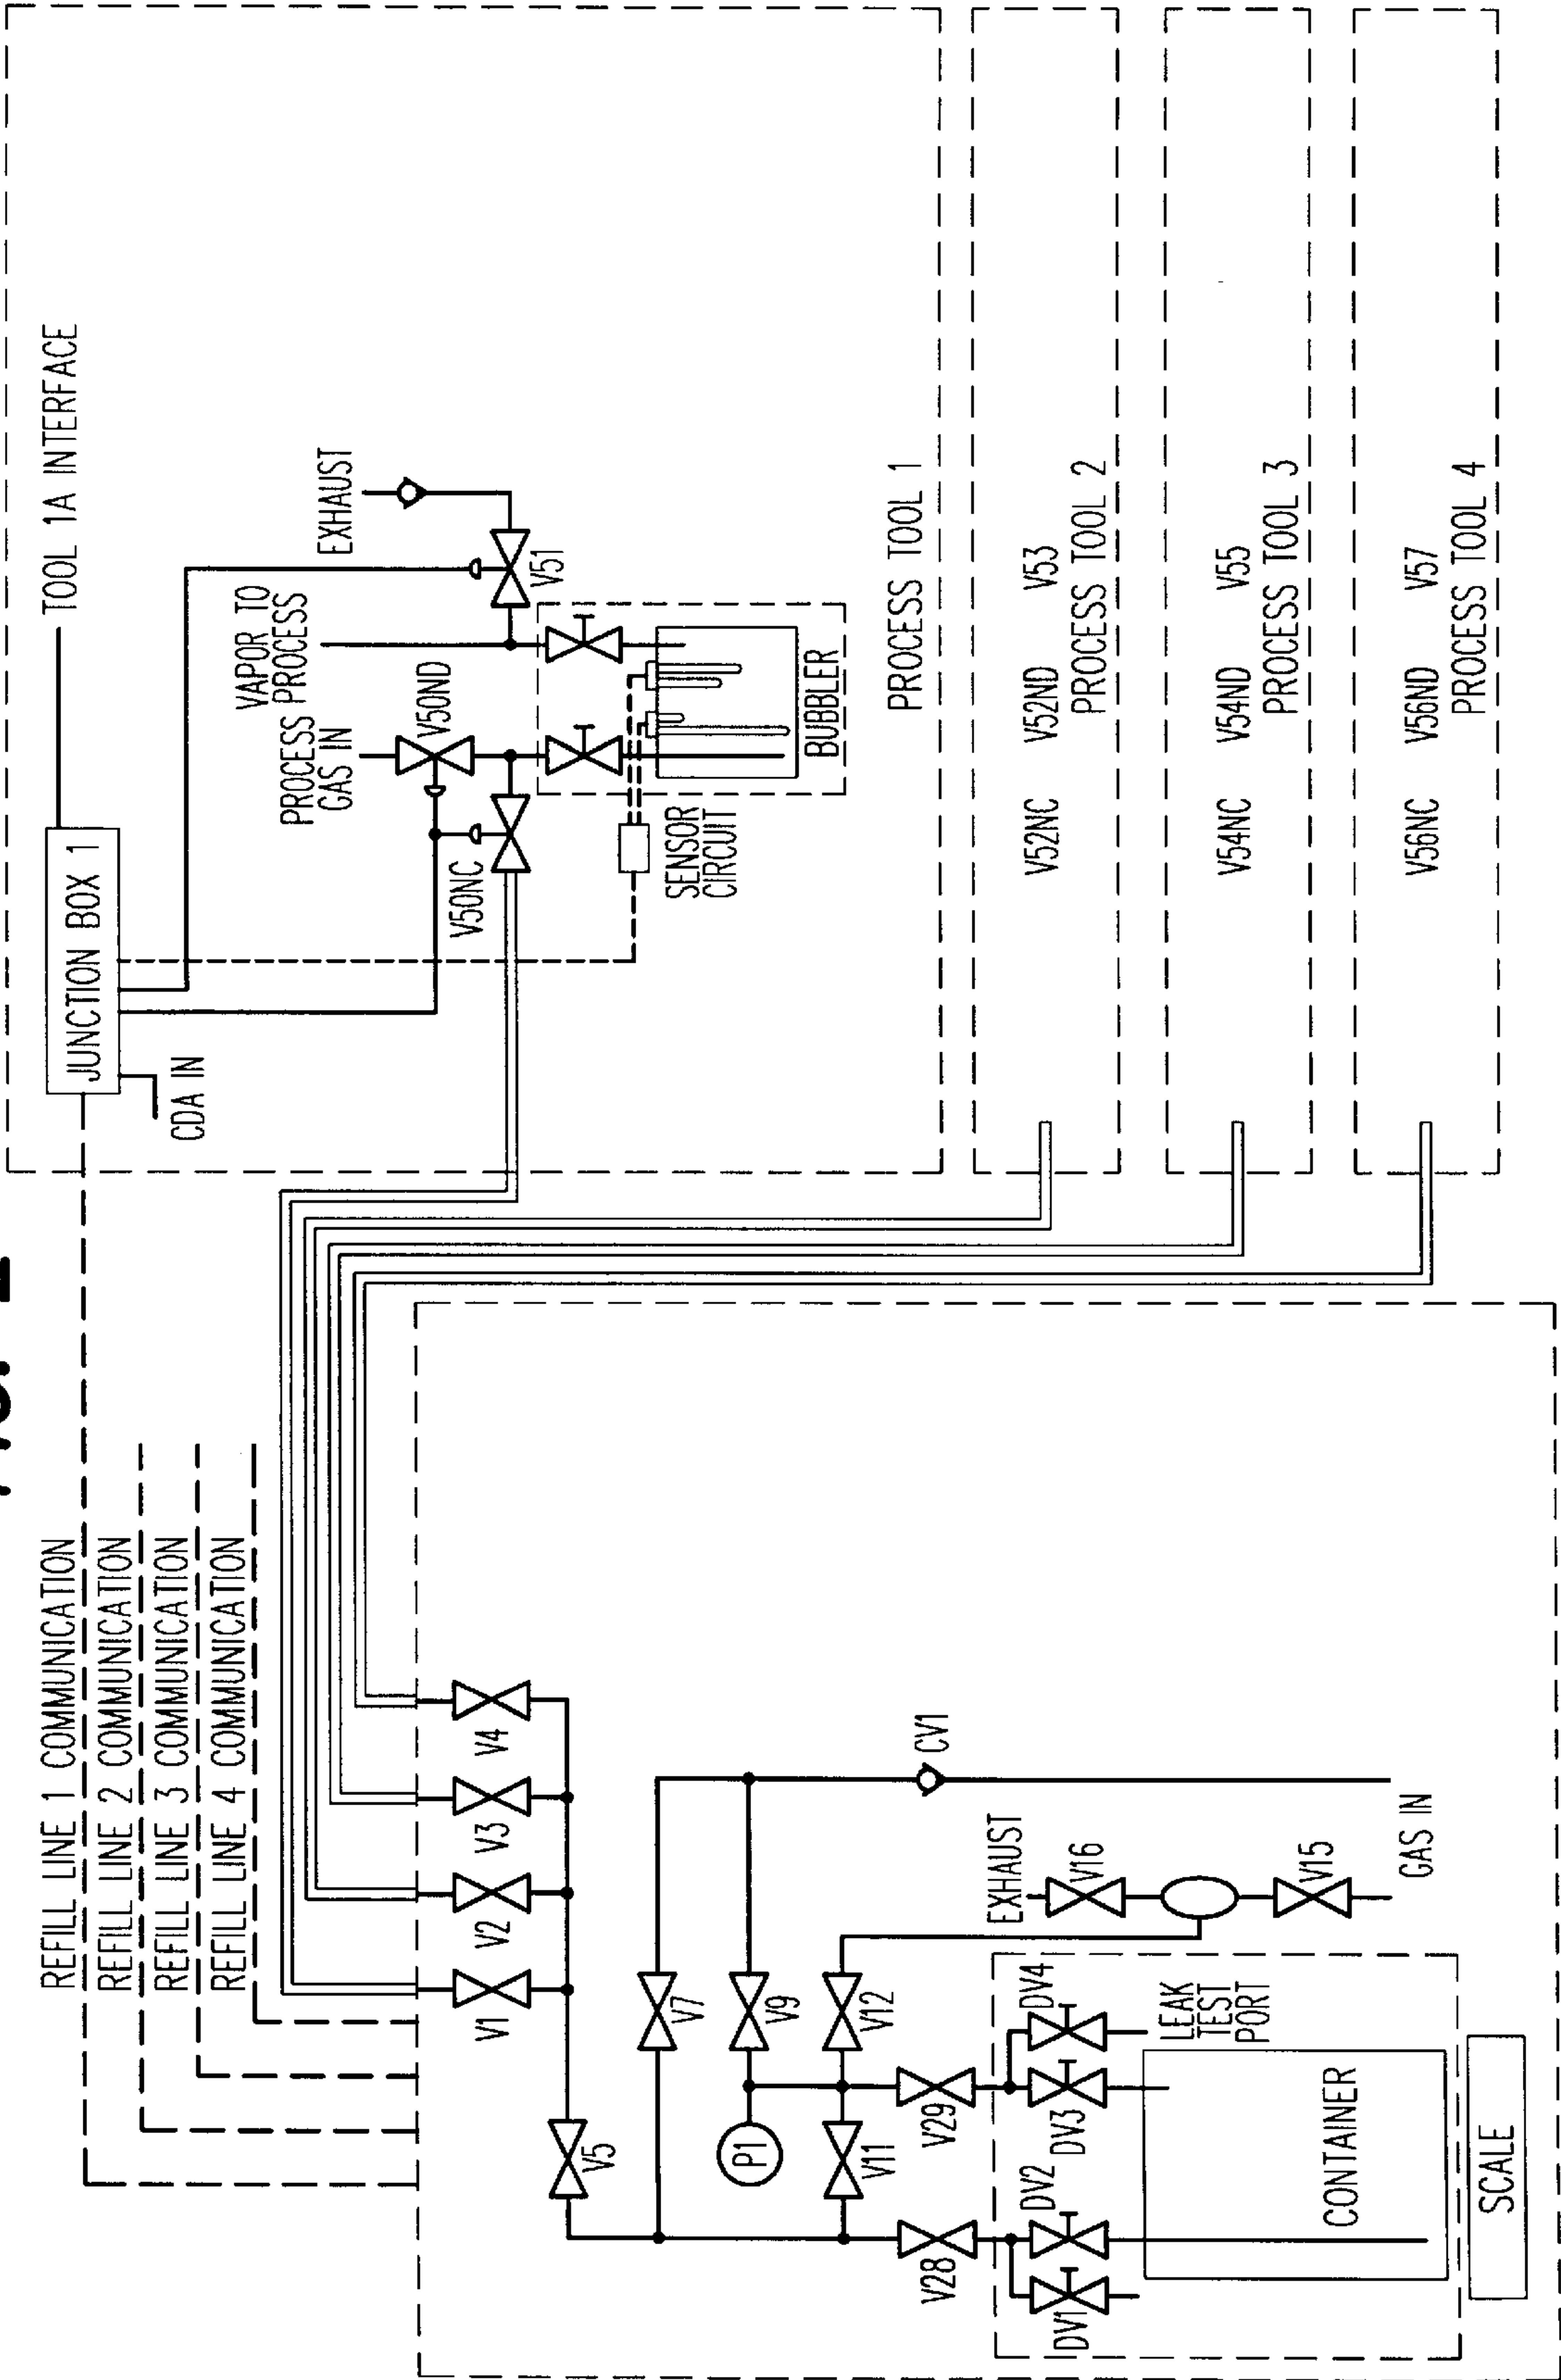 REFILL LINE 1 COMMUNICATION
REFILL LINE 2 COMMUNICATION
REFILL LINE 3 COMMUNICATION
REFILL LINE 4 COMMUNICATION
V1
V2
V3
V4
V5
V7
P1
V9
V11
V12
CV1
V28
V29
EXHAUST
V16
V15
GAS IN
DV1
DV2
DV3
DV4
LEAK
TEST
PORT
CONTAINER
SCALE
JUNCTION BOX 1
TOOL 1A INTERFACE
CDA IN
PROCESS
GAS IN
VAPOR TO
PROCESS
EXHAUST
V50NC
V50ND
V51
SENSOR
CIRCUIT
BUBBLER
PROCESS TOOL 1
V52NC V52ND V53
PROCESS TOOL 2
V54NC V54ND V55
PROCESS TOOL 3
V56NC V56ND V57
PROCESS TOOL 4